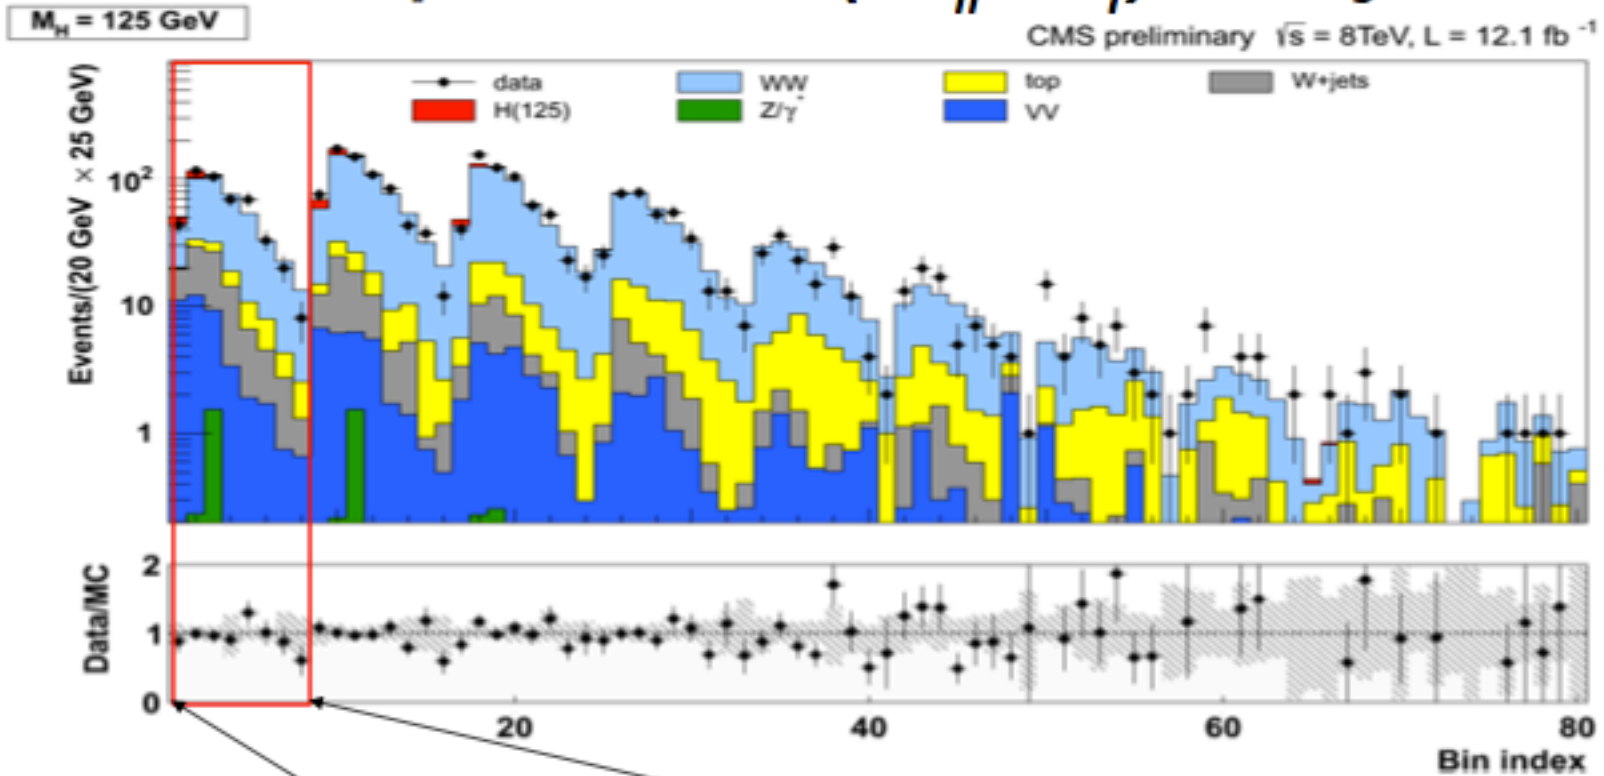 M_H = 125 GeV
CMS preliminary √s = 8TeV, L = 12.1 fb⁻¹
data
WW
top
W+jets
H(125)
Z/γ*
VV
Events/(20 GeV × 25 GeV)
10²
10
1
Data/MC
2
1
0
20 40 60 80
Bin index